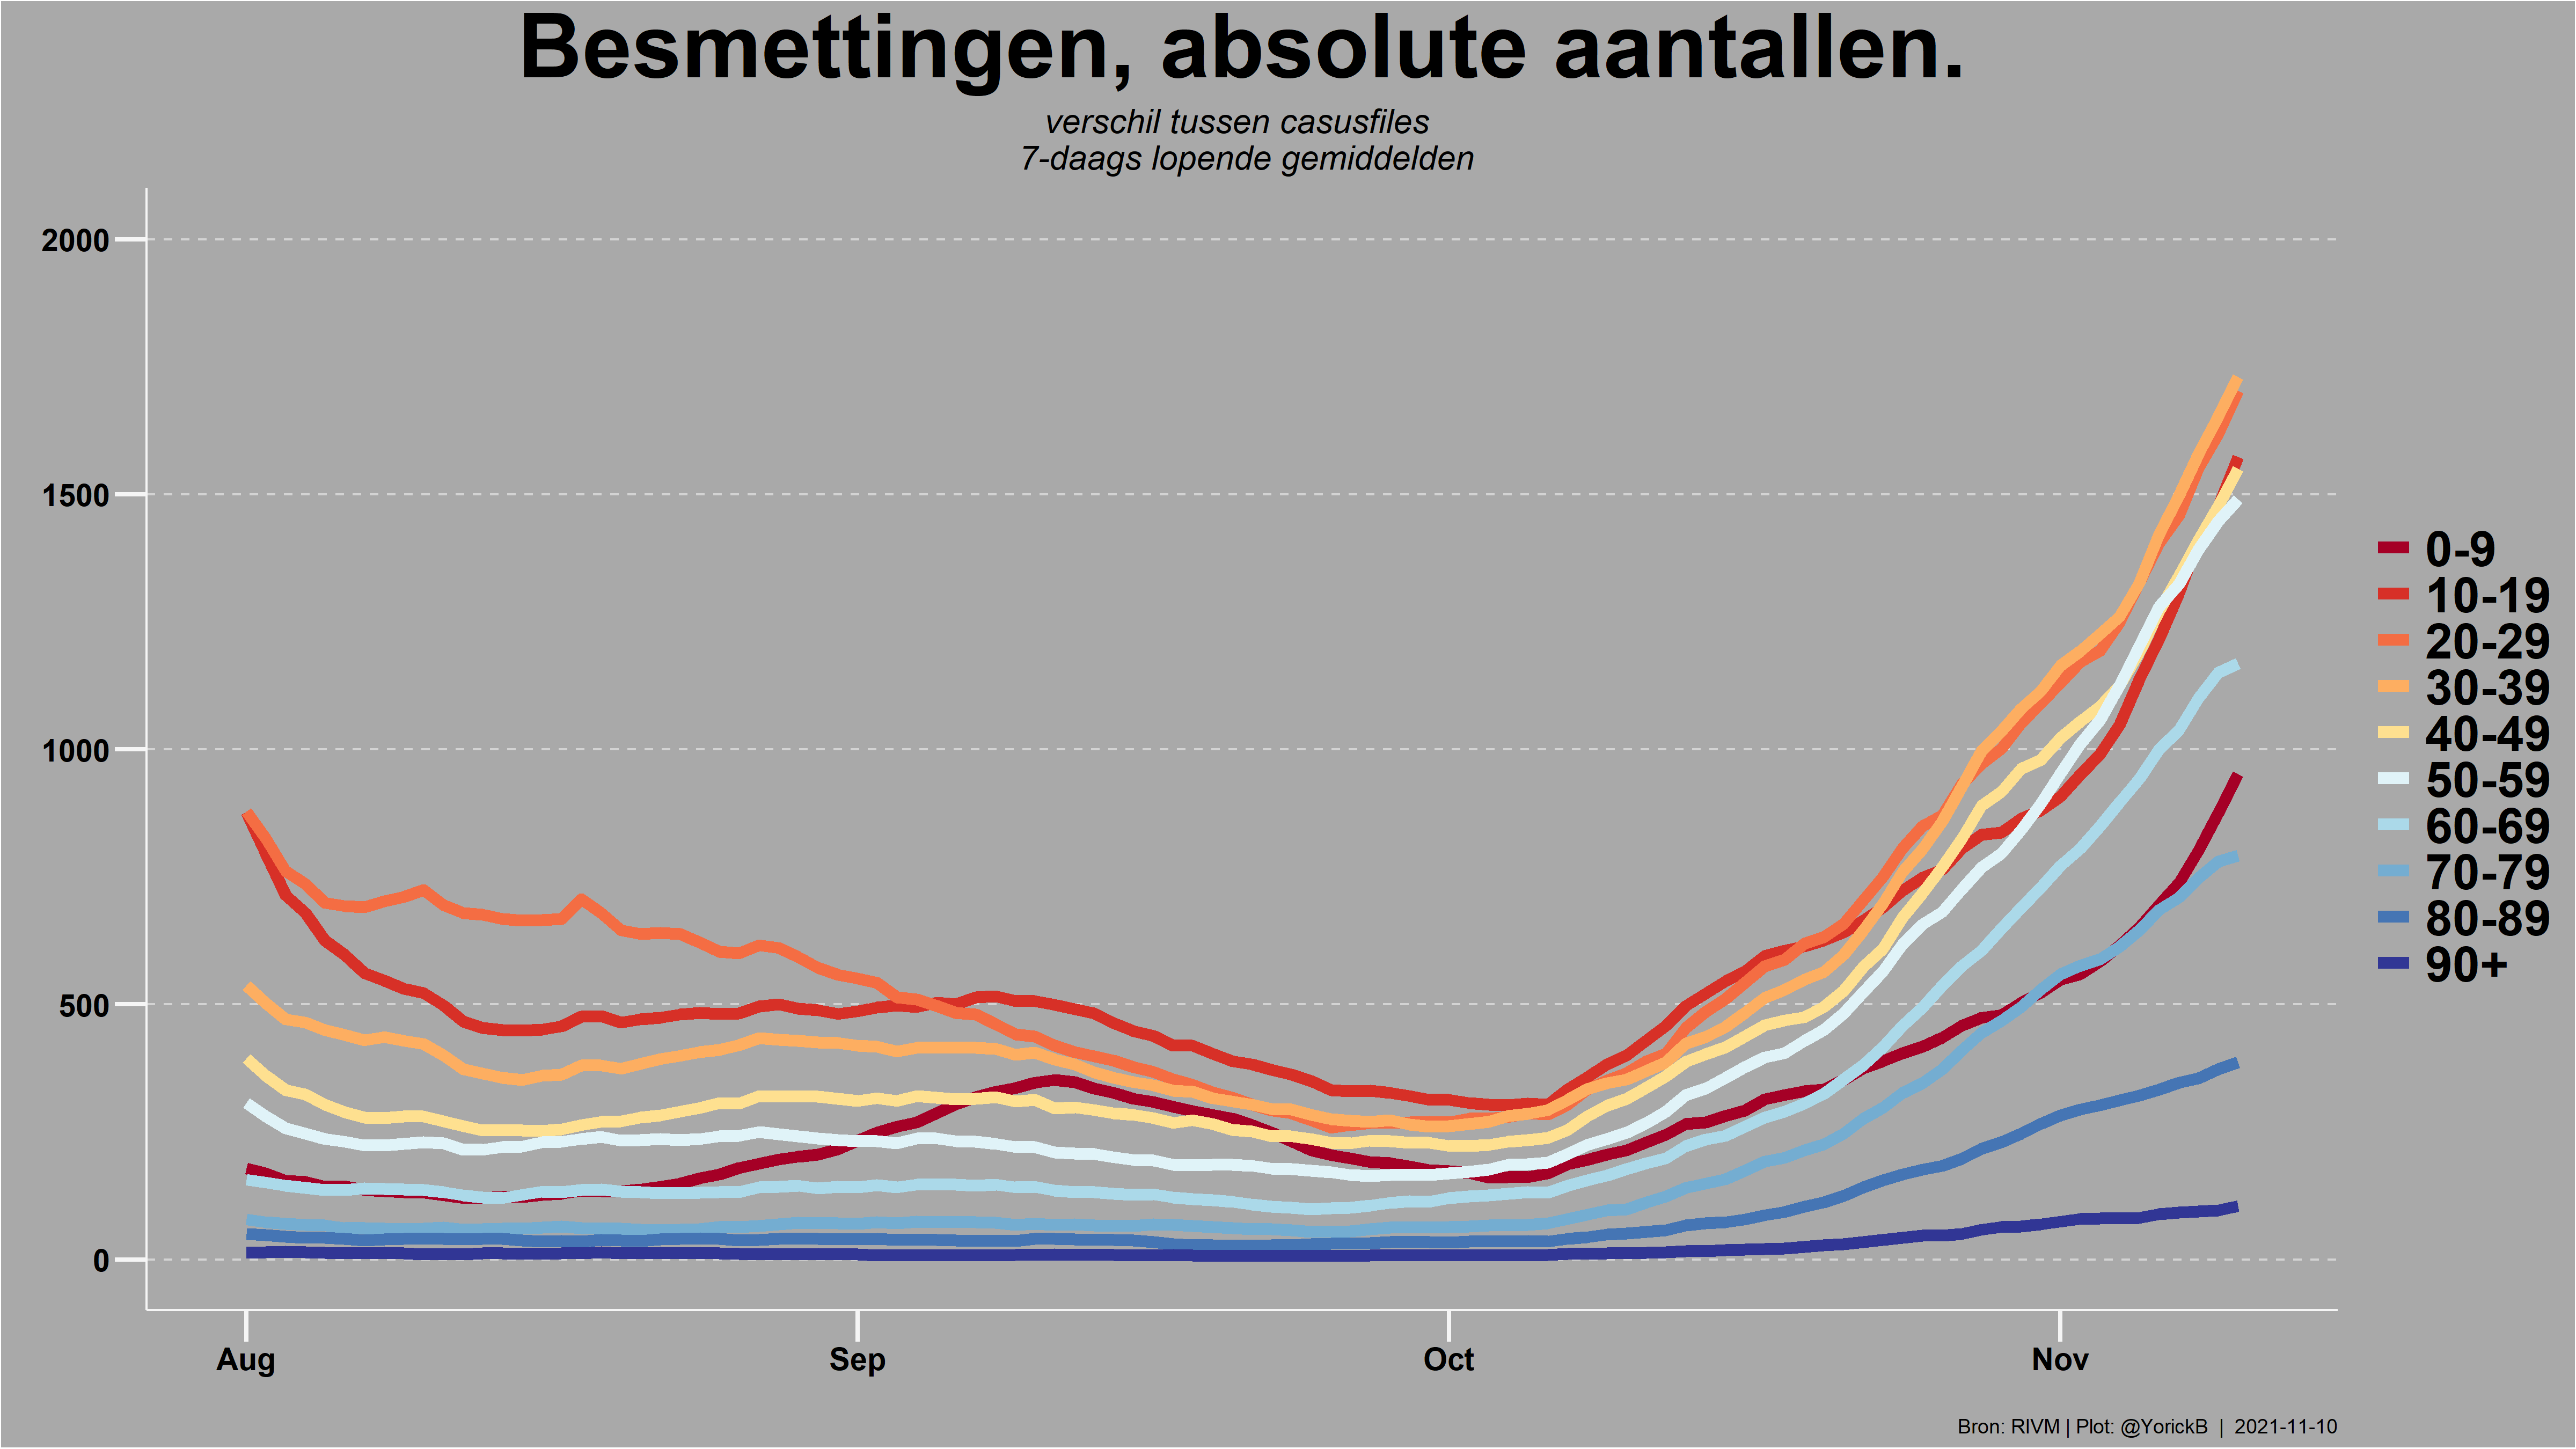 Besmettingen, absolute aantallen.
verschil tussen casusfiles
7-daags lopende gemiddelden
2000
1500
1000
500
0
Aug
Sep
Oct
Nov
0-9
10-19
20-29
30-39
40-49
50-59
60-69
70-79
80-89
90+
Bron: RIVM | Plot: @YorickB | 2021-11-10